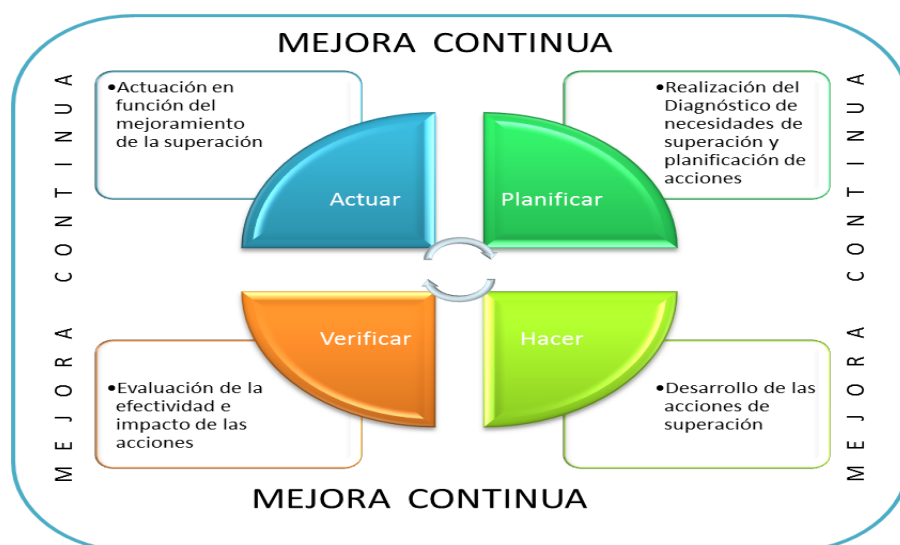 MEJORA CONTINUA
MEJORA CONTINUA
•Actuación en
función del
mejoramiento
de la superación
•Realización del
Diagnóstico de
necesidades de
superación y
planificación de
acciones
MEJORA CONTINUA
Actuar
Planificar
Verificar
Hacer
•Evaluación de la
efectividad e
impacto de las
acciones
•Desarrollo de las
acciones de
superación
MEJORA CONTINUA